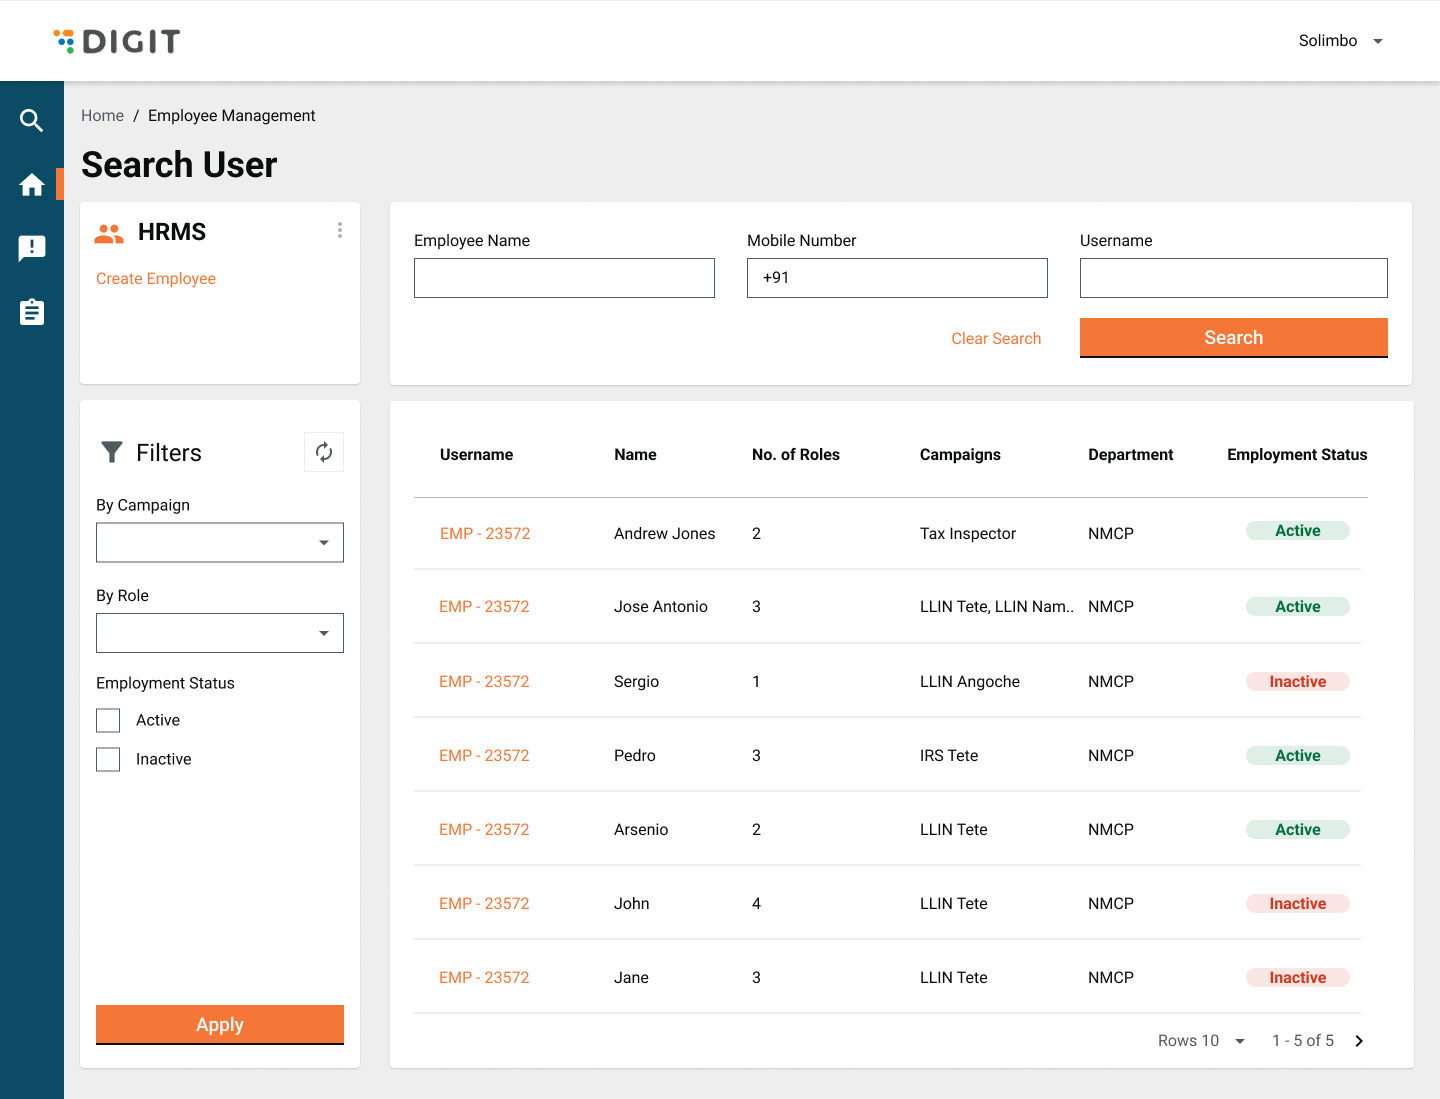 DIGIT
Solimbo
Home / Employee Management
Search User
HRMS
Create Employee
Employee Name
Mobile Number
+91
Username
Clear Search
Search
Filters
By Campaign
By Role
Employment Status
Active
Inactive
Apply
Username Name No. of Roles Campaigns Department Employment Status
EMP - 23572 Andrew Jones 2 Tax Inspector NMCP Active
EMP - 23572 Jose Antonio 3 LLIN Tete, LLIN Nam.. NMCP Active
EMP - 23572 Sergio 1 LLIN Angoche NMCP Inactive
EMP - 23572 Pedro 3 IRS Tete NMCP Active
EMP - 23572 Arsenio 2 LLIN Tete NMCP Active
EMP - 23572 John 4 LLIN Tete NMCP Inactive
EMP - 23572 Jane 3 LLIN Tete NMCP Inactive
Rows 10 1 - 5 of 5